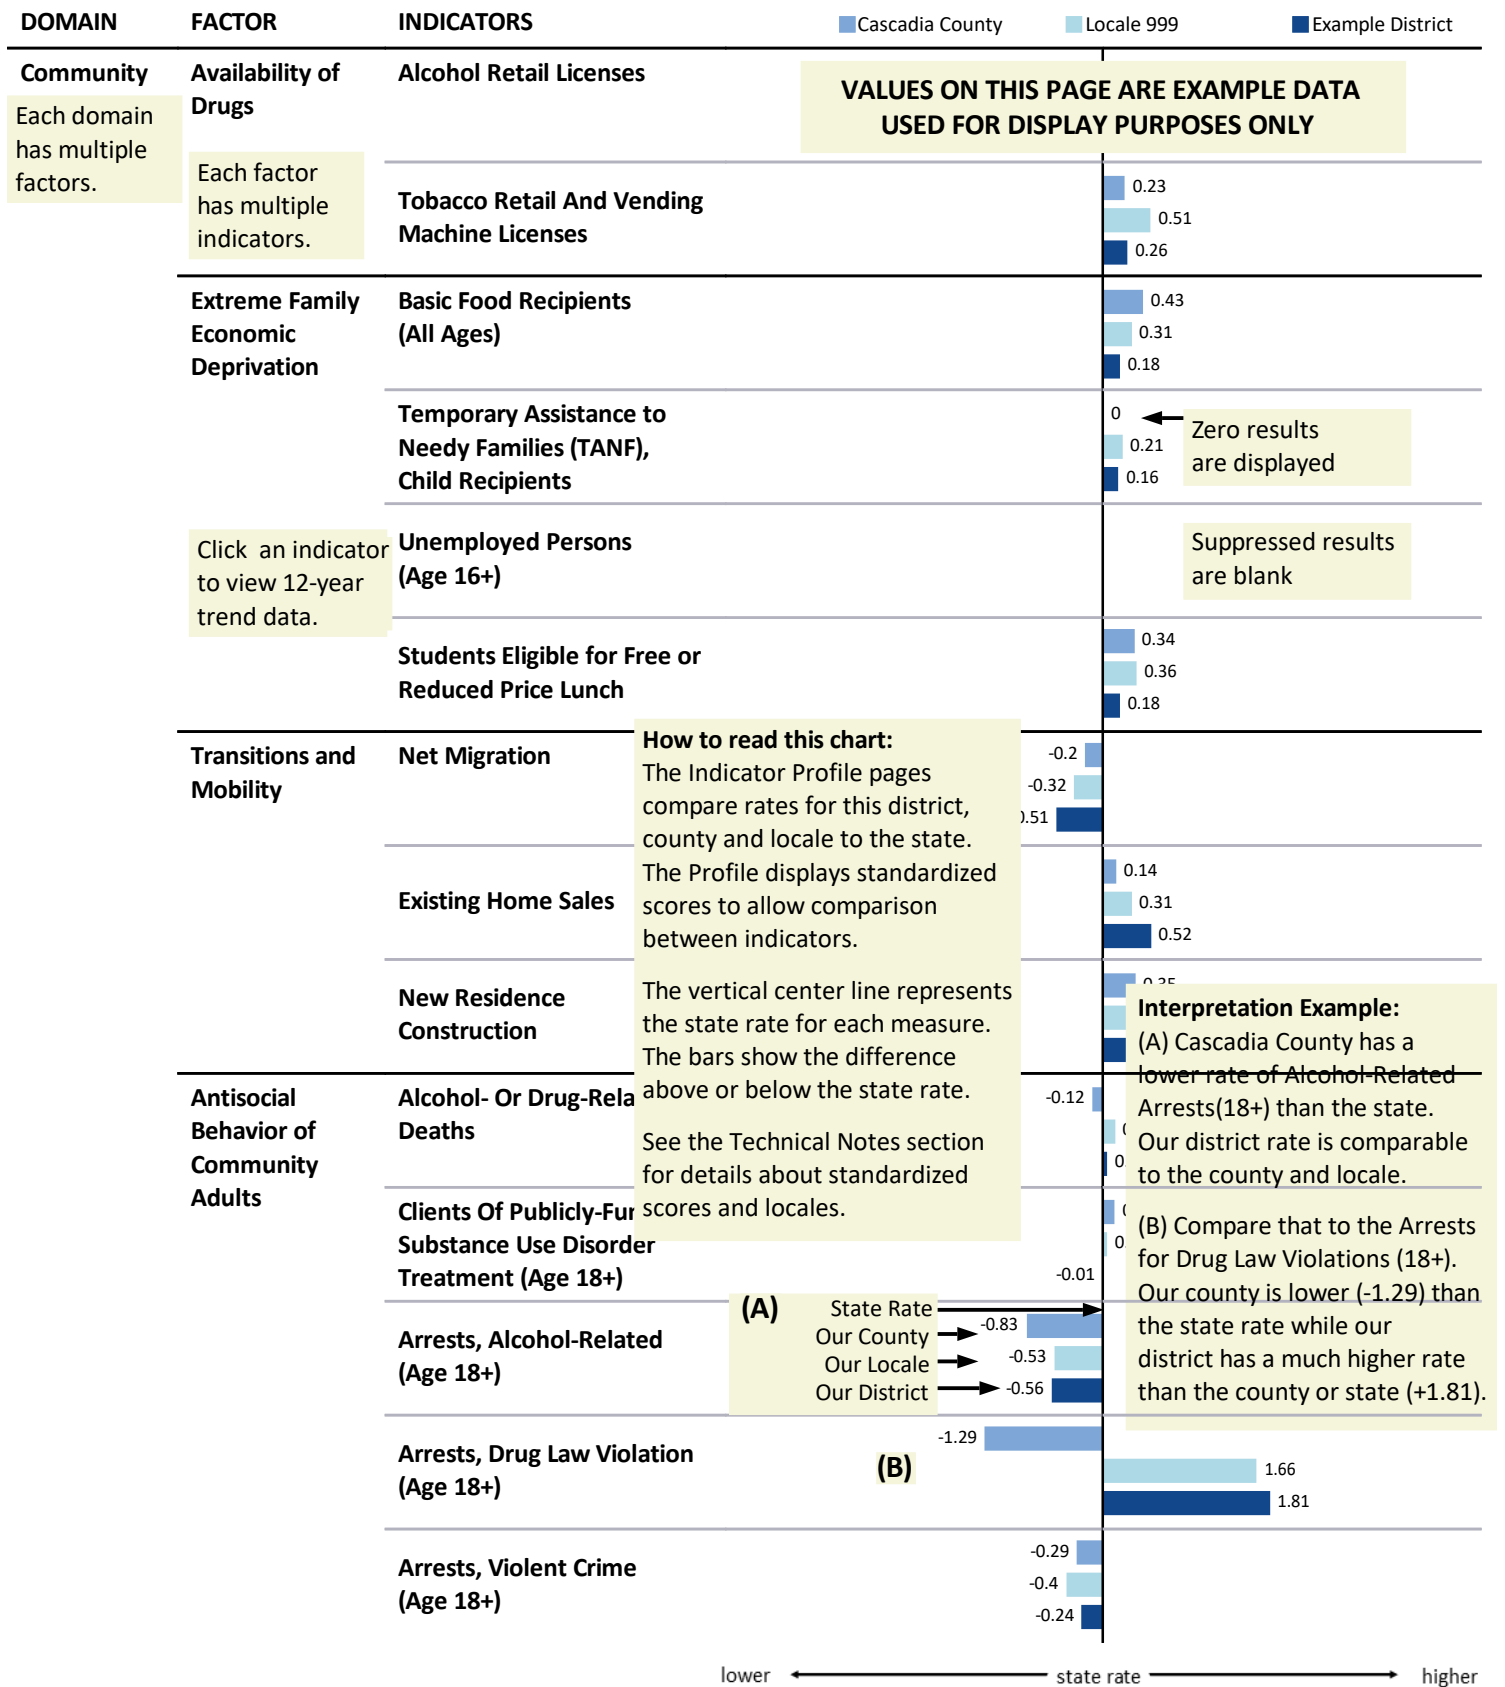 DOMAIN FACTOR INDICATORS Cascadia County Locale 999 Example District
Community
Each domain
has multiple
factors.
Availability of
Drugs
Each factor
has multiple
indicators.
Alcohol Retail Licenses
VALUES ON THIS PAGE ARE EXAMPLE DATA
USED FOR DISPLAY PURPOSES ONLY
Tobacco Retail And Vending
Machine Licenses
0.23
0.51
0.26
Extreme Family
Economic
Deprivation
Basic Food Recipients
(All Ages)
0.43
0.31
0.18
Temporary Assistance to
Needy Families (TANF),
Child Recipients
0
0.21
0.16
Zero results
are displayed
Click an indicator
to view 12-year
trend data.
Unemployed Persons
(Age 16+)
Suppressed results
are blank
Students Eligible for Free or
Reduced Price Lunch
0.34
0.36
0.18
Transitions and
Mobility
Net Migration
-0.2
-0.32
0.51
How to read this chart:
The Indicator Profile pages
compare rates for this district,
county and locale to the state.
The Profile displays standardized
scores to allow comparison
between indicators.
The vertical center line represents
the state rate for each measure.
The bars show the difference
above or below the state rate.
See the Technical Notes section
for details about standardized
scores and locales.
Existing Home Sales
0.14
0.31
0.52
New Residence
Construction
Interpretation Example:
(A) Cascadia County has a
lower rate of Alcohol-Related
Arrests(18+) than the state.
Our district rate is comparable
to the county and locale.
(B) Compare that to the Arrests
for Drug Law Violations (18+).
Our county is lower (-1.29) than
the state rate while our
district has a much higher rate
than the county or state (+1.81).
Antisocial
Behavior of
Community
Adults
Alcohol- Or Drug-Rela
Deaths
-0.12
Clients Of Publicly-Fu
Substance Use Disorder
Treatment (Age 18+)
-0.01
Arrests, Alcohol-Related
(Age 18+)
(A)
State Rate
Our County
Our Locale
Our District
-0.83
-0.53
-0.56
Arrests, Drug Law Violation
(Age 18+)
(B)
-1.29
1.66
1.81
Arrests, Violent Crime
(Age 18+)
-0.29
-0.4
-0.24
lower state rate higher